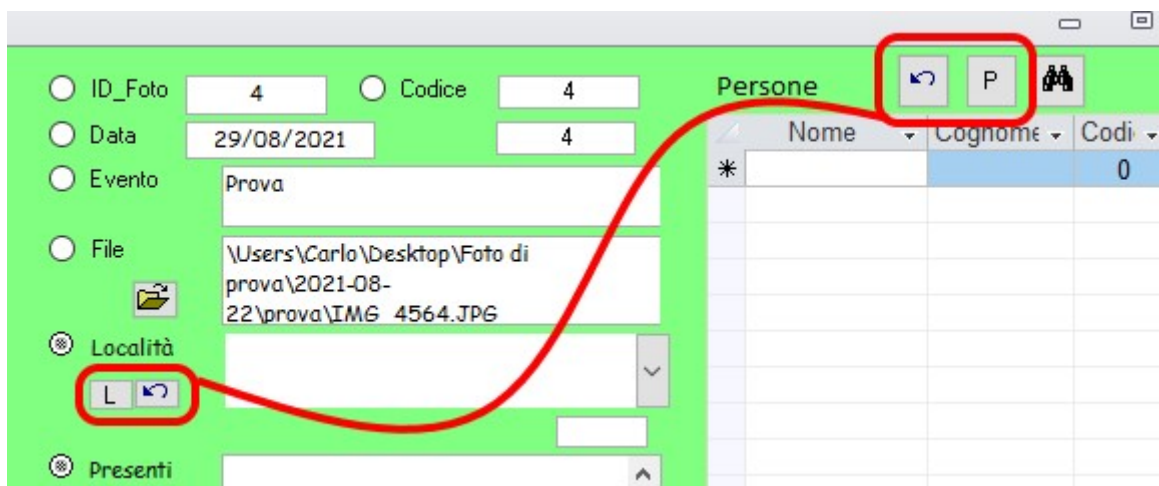 ID_Foto 4 Codice 4
Persone P
Data 29/08/2021 4
Nome Cognome Codi
Evento Prova
* 0
File \Users\Carlo\Desktop\Foto di
prova\2021-08-
22\prova\IMG_4564.JPG
Località
L
Presenti